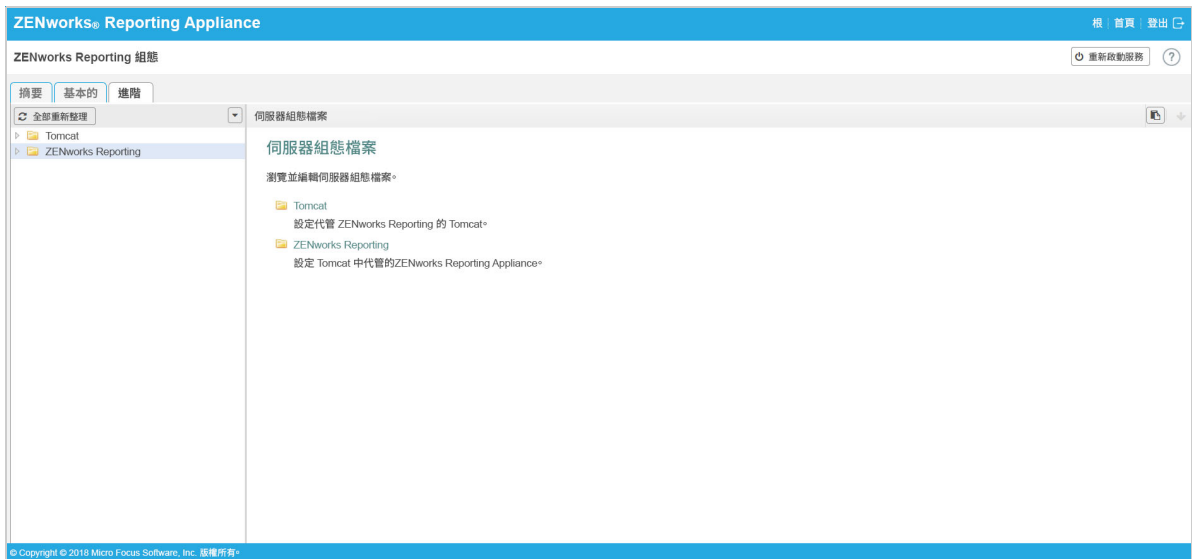 ZENworks® Reporting Appliance
根 | 首頁 | 登出
ZENworks Reporting 組態
重新啟動服務 ?
摘要 基本的 進階
全部重新整理
伺服器組態檔案
Tomcat
ZENworks Reporting
伺服器組態檔案
瀏覽並編輯伺服器組態檔案。
Tomcat
設定代管 ZENworks Reporting 的 Tomcat。
ZENworks Reporting
設定 Tomcat 中代管的ZENworks Reporting Appliance。
© Copyright © 2018 Micro Focus Software, Inc. 版權所有。